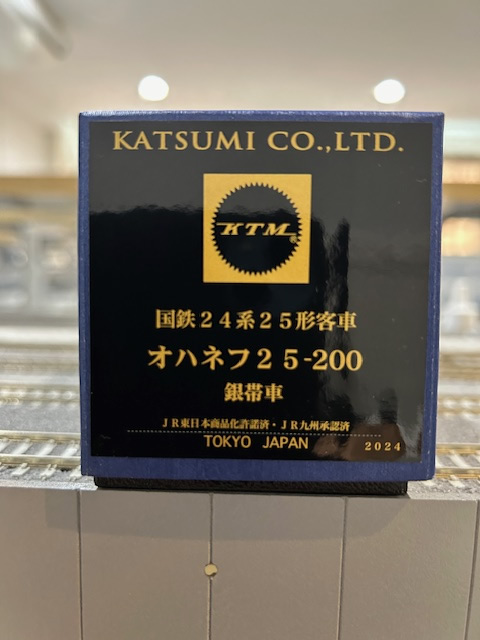 KATSUMI CO.,LTD.
KTM®
国鉄２４系２５形客車
オハネフ２５-200
銀帯車
ＪＲ東日本商品化許諾済・ＪＲ九州承認済
TOKYO JAPAN
2024